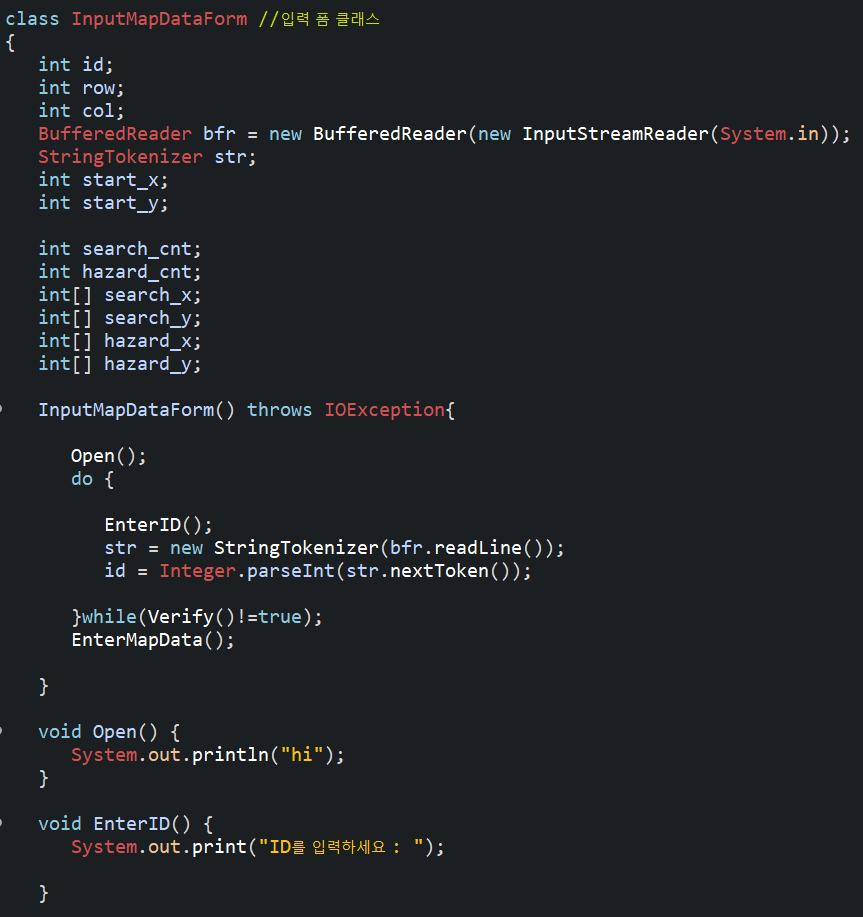 class InputMapDataForm //입력 폼 클래스
{
int id;
int row;
int col;
BufferedReader bfr = new BufferedReader(new InputStreamReader(System.in));
StringTokenizer str;
int start_x;
int start_y;
int search_cnt;
int hazard_cnt;
int[] search_x;
int[] search_y;
int[] hazard_x;
int[] hazard_y;
InputMapDataForm() throws IOException{
Open();
do {
EnterID();
str = new StringTokenizer(bfr.readLine());
id = Integer.parseInt(str.nextToken());
}while(Verify()!=true);
EnterMapData();
}
void Open() {
System.out.println("hi");
}
void EnterID() {
System.out.print("ID를 입력하세요 : ");
}